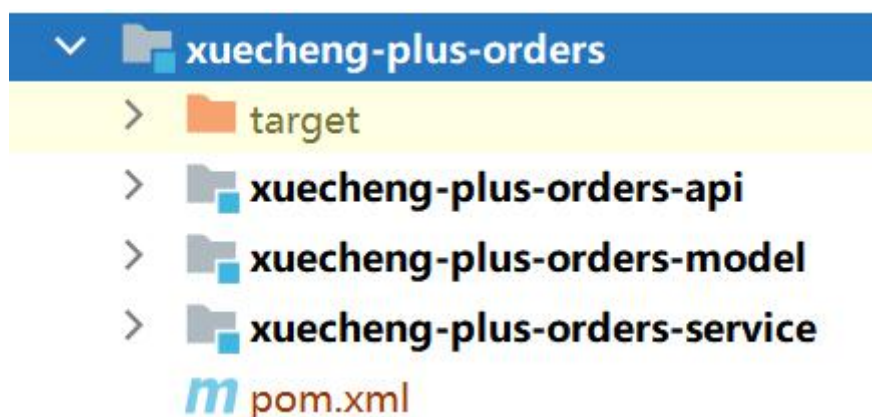 xuecheng-plus-orders
target
xuecheng-plus-orders-api
xuecheng-plus-orders-model
xuecheng-plus-orders-service
pom.xml